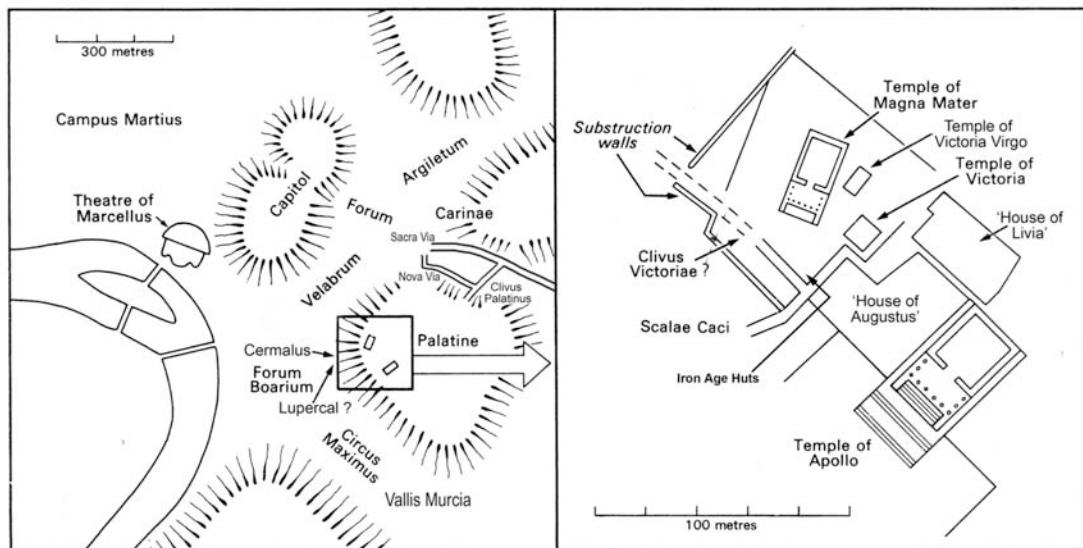 300 metres
Campus Martius
Theatre of
Marcellus
Capitol
Argiletum
Forum
Carinae
Sacra Via
Velabrum
Nova Via
Clivus
Palatinus
Cermalus
Palatine
Forum
Boarium
Lupercal ?
Circus
Maximus
Vallis Murcia
Temple of
Magna Mater
Substruction
walls
Temple of
Victoria Virgo
Temple of
Victoria
'House of
Livia'
Clivus
Victoriae ?
Scalae Caci
'House of
Augustus'
Iron Age Huts
Temple of
Apollo
100 metres